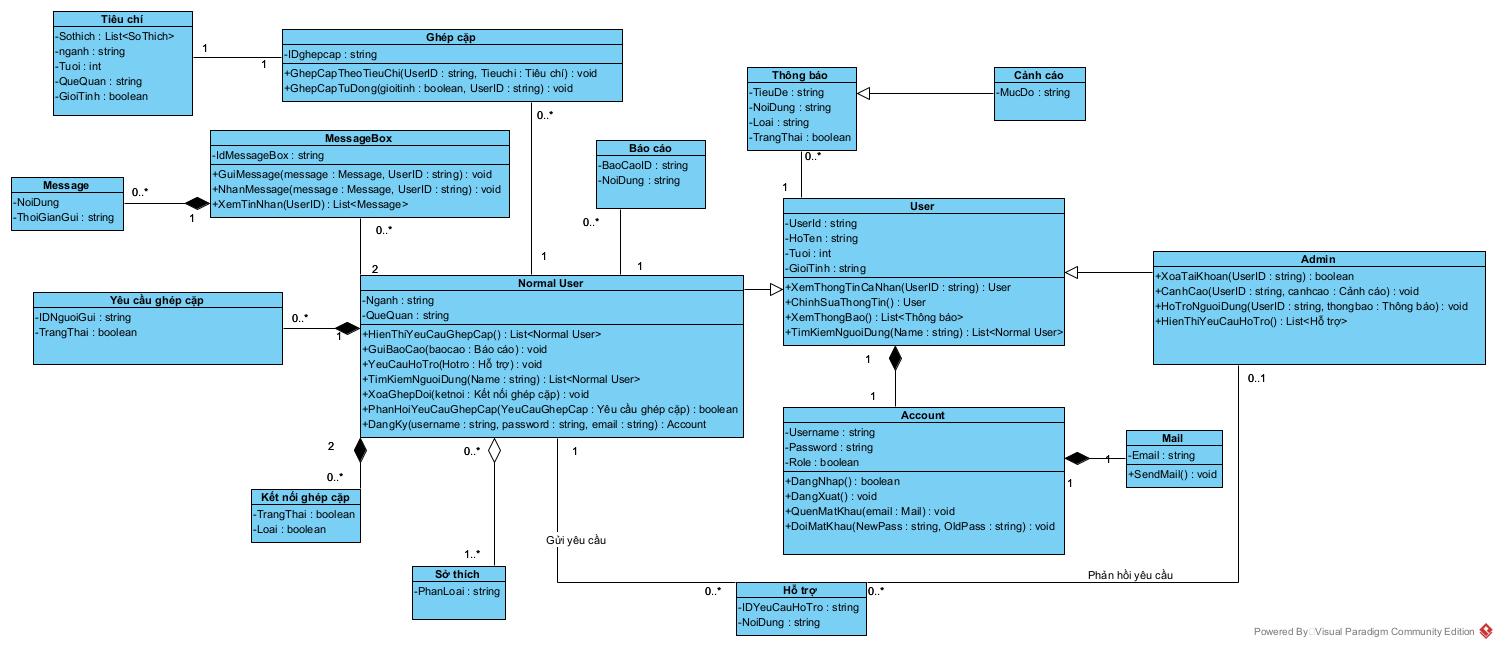 Tiêu chí
-Sothich : List<SoThich>
-nganh : string
-Tuoi : int
-QueQuan : string
-GioiTinh : boolean
1
1
Ghép cặp
-IDghepcap : string
+GhepCapTheoTieuChi(UserID : string, Tieuchi : Tiêu chí) : void
+GhepCapTuDong(gioitinh : boolean, UserID : string) : void
0..*
1
Thông báo
-TieuDe : string
-NoiDung : string
-Loai : string
-TrangThai : boolean
0..*
1
Cảnh cáo
-MucDo : string
MessageBox
-IdMessageBox : string
+GuiMessage(message : Message, UserID : string) : void
+NhanMessage(message : Message, UserID : string) : void
+XemTinNhan(UserID) : List<Message>
0..*
2
Báo cáo
-BaoCaoID : string
-NoiDung : string
0..*
1
Message
-NoiDung
-ThoiGianGui : string
0..*
1
User
-UserId : string
-HoTen : string
-Tuoi : int
-GioiTinh : string
+XemThongTinCaNhan(UserID : string) : User
+ChinhSuaThongTin() : User
+XemThongBao() : List<Thông báo>
+TimKiemNguoiDung(Name : string) : List<Normal User>
1
1
Admin
+XoaTaiKhoan(UserID : string) : boolean
+CanhCao(UserID : string, canhcao : Cảnh cáo) : void
+HoTroNguoiDung(UserID : string, thongbao : Thông báo) : void
+HienThiYeuCauHoTro() : List<Hỗ trợ>
0..1
Normal User
-Nganh : string
-QueQuan : string
+HienThiYeuCauGhepCap() : List<Normal User>
+GuiBaoCao(baocao : Báo cáo) : void
+YeuCauHoTro(Hotro : Hỗ trợ) : void
+TimKiemNguoiDung(Name : string) : List<Normal User>
+XoaGhepDoi(ketnoi : Kết nối ghép cặp) : void
+PhanHoiYeuCauGhepCap(YeuCauGhepCap : Yêu cầu ghép cặp) : boolean
+DangKy(username : string, password : string, email : string) : Account
Yêu cầu ghép cặp
-IDNguoiGui : string
-TrangThai : boolean
0..*
1
Account
-Username : string
-Password : string
-Role : boolean
+DangNhap() : boolean
+DangXuat() : void
+QuenMatKhau(email : Mail) : void
+DoiMatKhau(NewPass : string, OldPass : string) : void
1
1
Mail
-Email : string
+SendMail() : void
2
0..*
Kết nối ghép cặp
-TrangThai : boolean
-Loai : boolean
0..*
1..*
Sở thích
-PhanLoai : string
1
Gửi yêu cầu
0..*
Hỗ trợ
-IDYeuCauHoTro : string
-NoiDung : string
0..*
Phản hồi yêu cầu
Powered By Visual Paradigm Community Edition